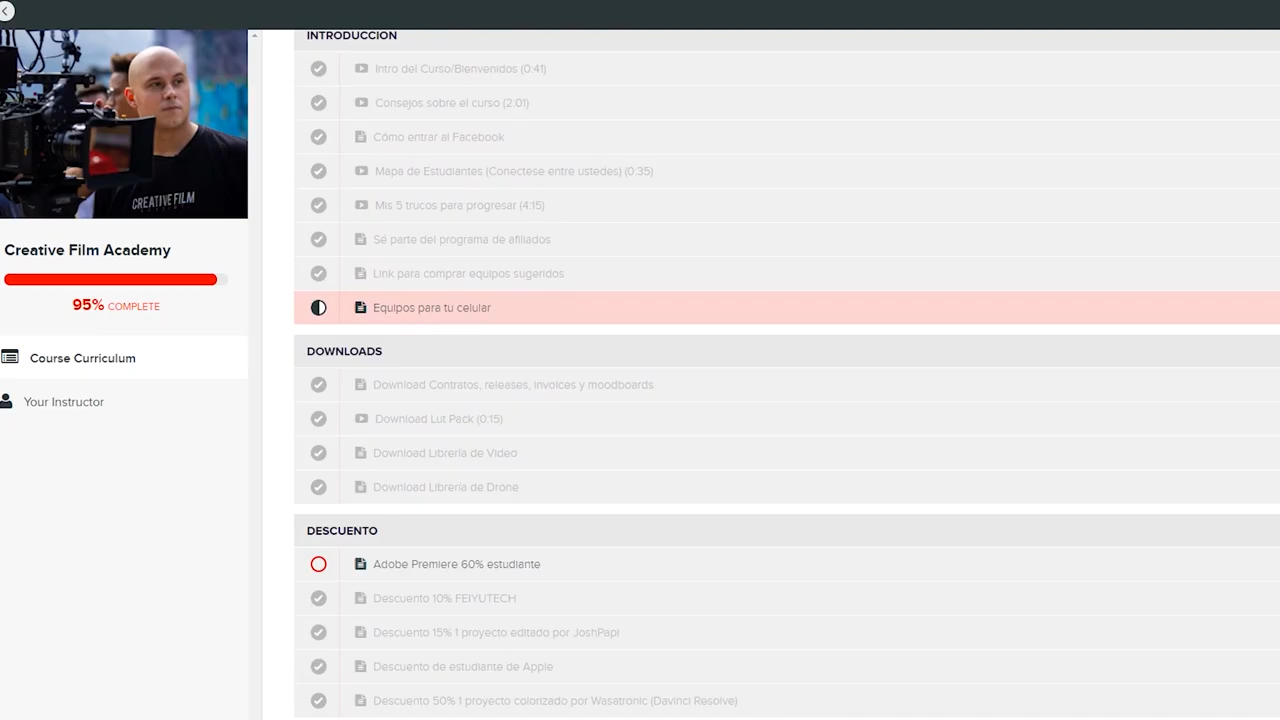 CREATIVE FILM
Creative Film Academy
95% COMPLETE
Course Curriculum
Your Instructor
INTRODUCCION
Intro del Curso/Bienvenidos (0:41)
Consejos sobre el curso (2:01)
Cómo entrar al Facebook
Mapa de Estudiantes (Conectese entre ustedes) (0:35)
Mis 5 trucos para progresar (4:15)
Sé parte del programa de afiliados
Link para comprar equipos sugeridos
Equipos para tu celular
DOWNLOADS
Download Contratos, releases, invoices y moodboards
Download Lut Pack (0:15)
Download Librería de Video
Download Librería de Drone
DESCUENTO
Adobe Premiere 60% estudiante
Descuento 10% FEIYUTECH
Descuento 15% 1 proyecto editado por JoshPapi
Descuento de estudiante de Apple
Descuento 50% 1 proyecto colorizado por Wasatronic (Davinci Resolve)